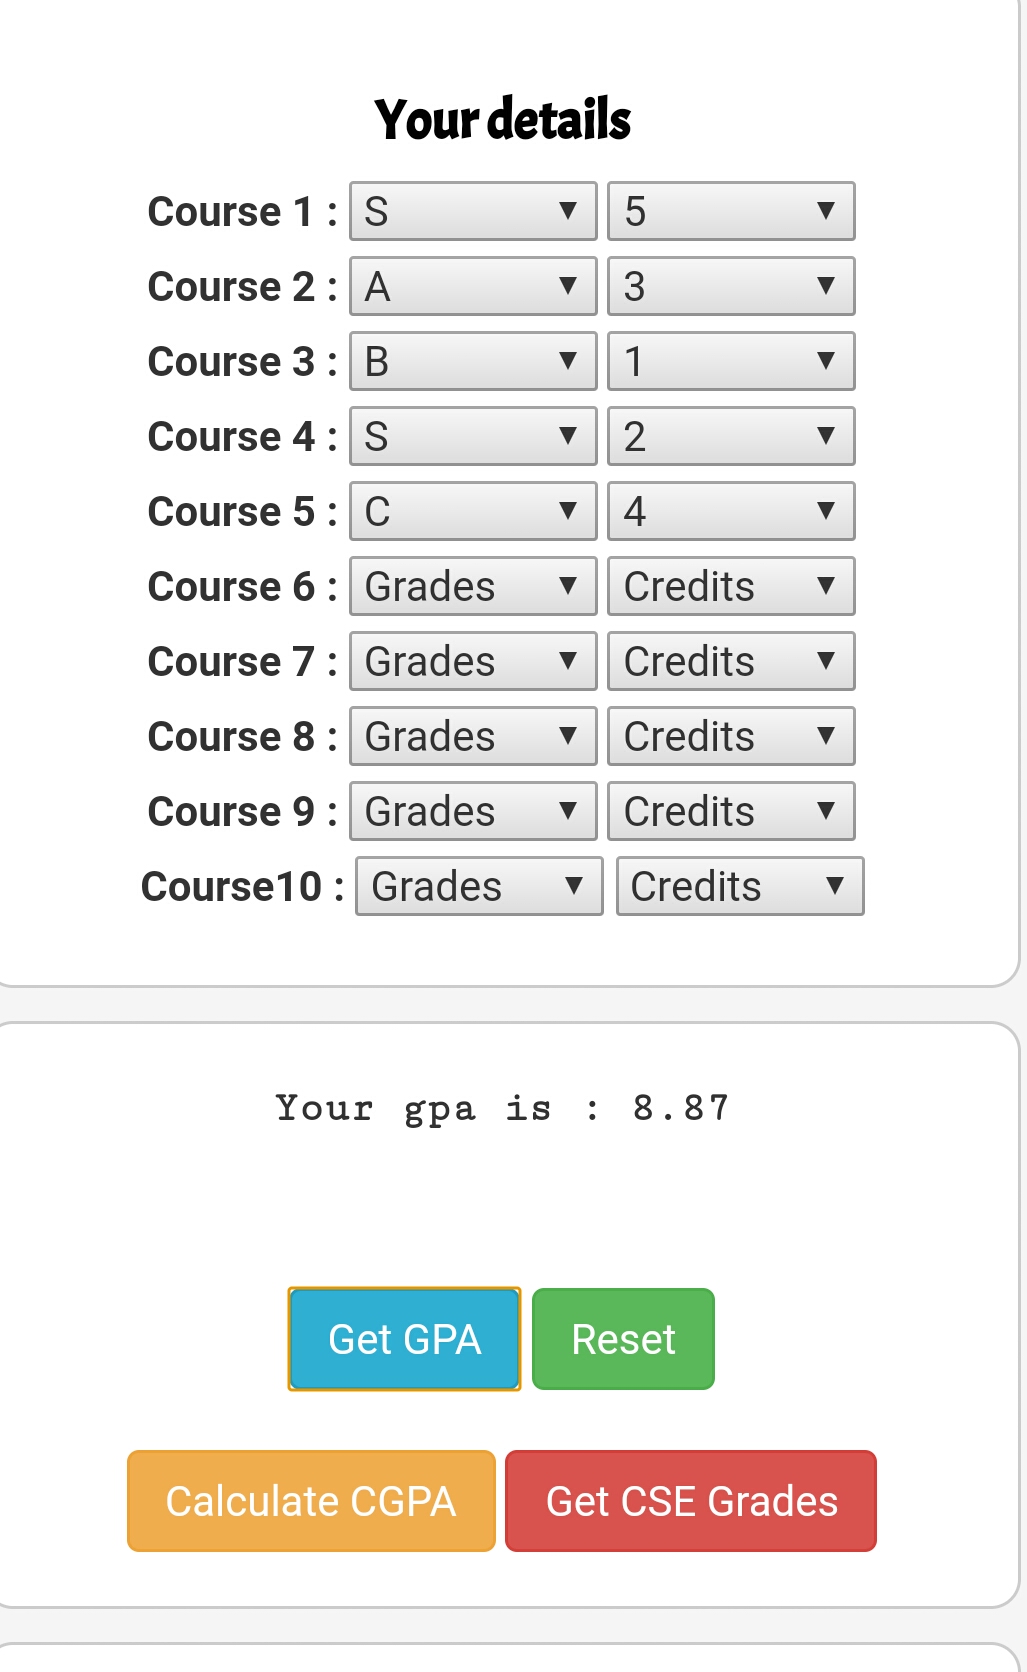 Your details
Course 1 : S 5
Course 2 : A 3
Course 3 : B 1
Course 4 : S 2
Course 5 : C 4
Course 6 : Grades Credits
Course 7 : Grades Credits
Course 8 : Grades Credits
Course 9 : Grades Credits
Course10 : Grades Credits
Your gpa is : 8.87
Get GPA Reset
Calculate CGPA Get CSE Grades